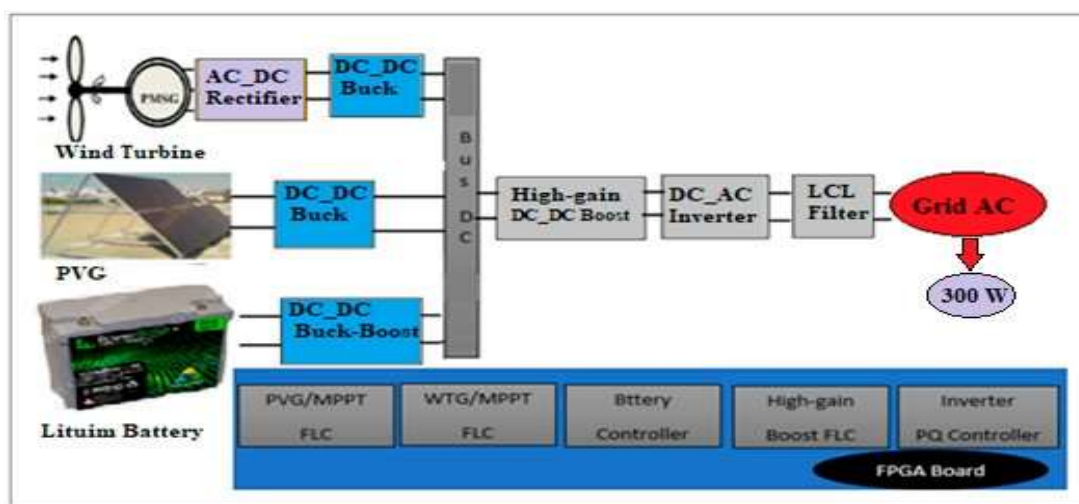 AC_DC
Rectifier
DC_DC
Buck
PMSG
Wind Turbine
DC_DC
Buck
PVG
DC_DC
Buck-Boost
Lituim Battery
Bus DC
High-gain
DC_DC Boost
DC_AC
Inverter
LCL
Filter
Grid AC
300 W
PVG/MPPT
FLC
WTG/MPPT
FLC
Bttery
Controller
High-gain
Boost FLC
Inverter
PQ Controller
FPGA Board